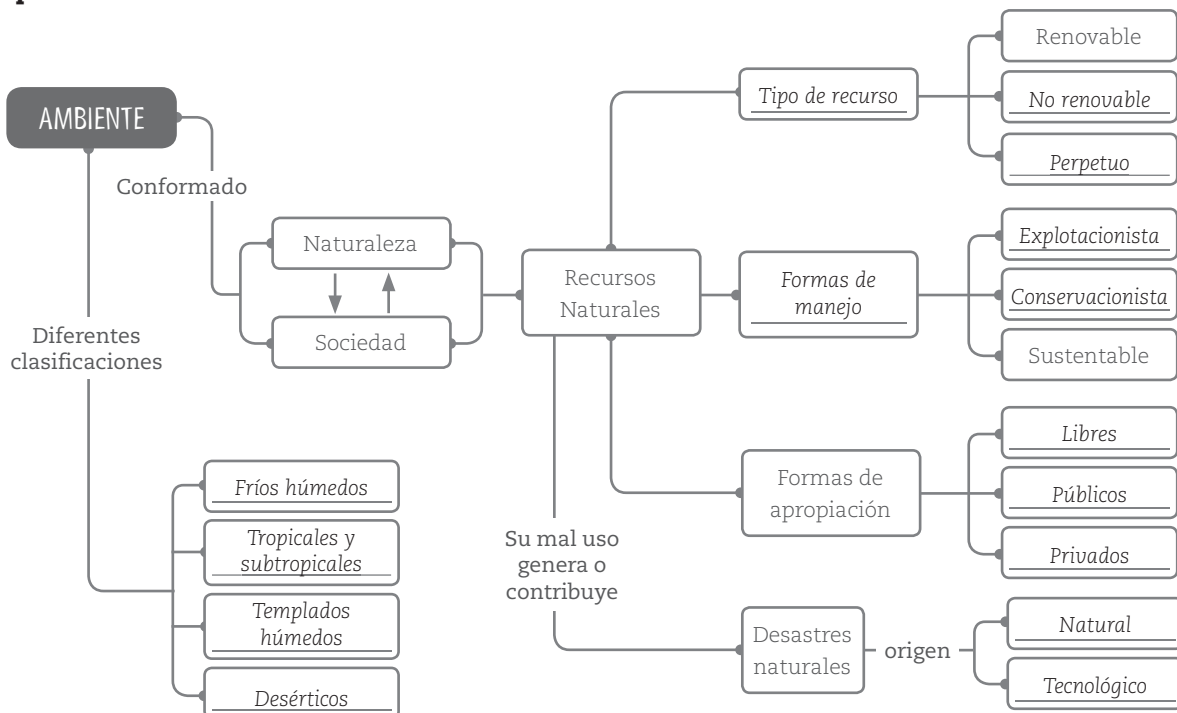 AMBIENTE
Conformado
Diferentes
clasificaciones
Fríos húmedos
Tropicales y
subtropicales
Templados
húmedos
Desérticos
Naturaleza
Sociedad
Recursos
Naturales
Tipo de recurso
Renovable
No renovable
Perpetuo
Formas de
manejo
Explotacionista
Conservacionista
Sustentable
Formas de
apropiación
Libres
Públicos
Privados
Su mal uso
genera o
contribuye
Desastres
naturales
origen
Natural
Tecnológico